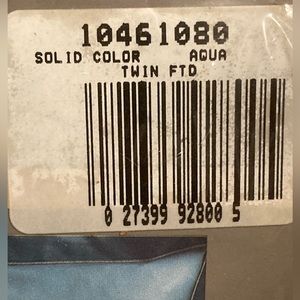 10461080
SOLID COLOR AQUA
TWIN FTD
0 27399 92800 5